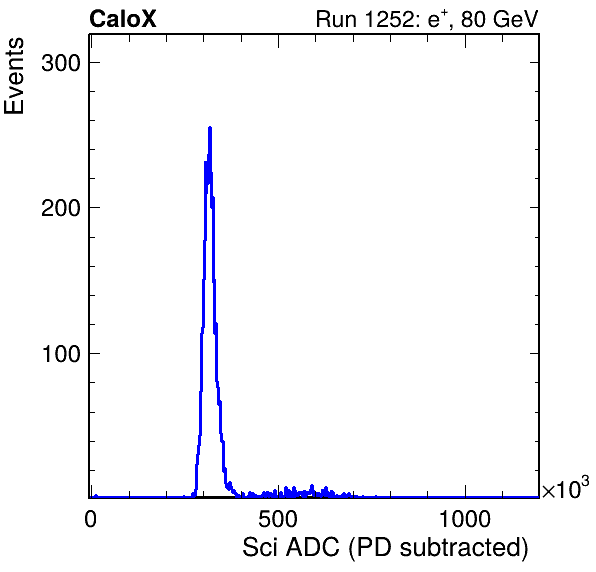 CaloX Run 1252: e⁺, 80 GeV
Events
300
200
100
0 500 1000 ×10³
Sci ADC (PD subtracted)